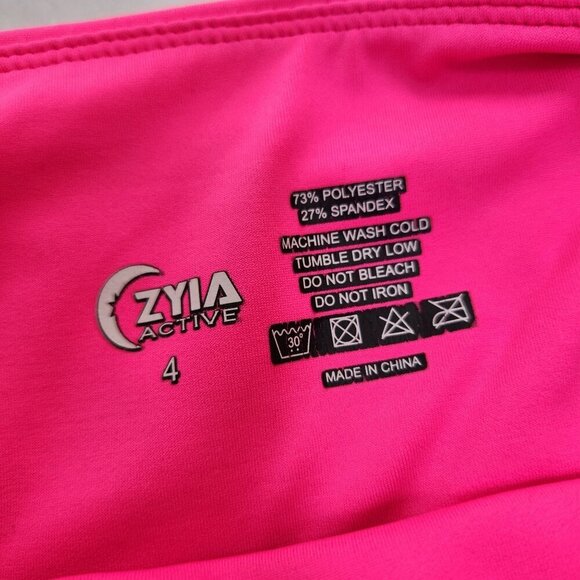 ZYIA
ACTIVE
4
73% POLYESTER
27% SPANDEX
MACHINE WASH COLD
TUMBLE DRY LOW
DO NOT BLEACH
DO NOT IRON
30°
MADE IN CHINA